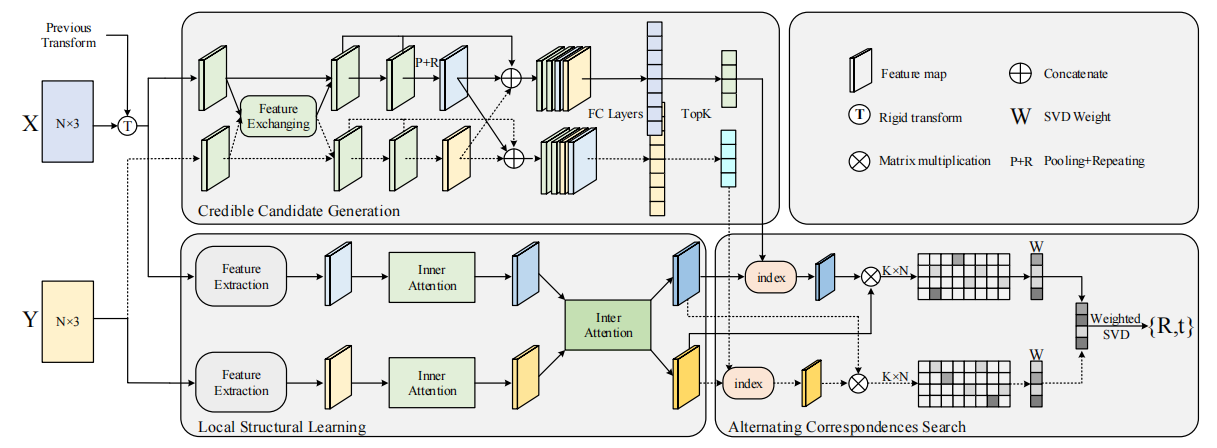 Previous
Transform
X
N×3
T
Feature
Exchanging
P+R
FC Layers
TopK
Credible Candidate Generation
Feature map
Concatenate
T
Rigid transform
W
SVD Weight
Matrix multiplication
P+R
Pooling+Repeating
Y
N×3
Feature
Extraction
Inner
Attention
Feature
Extraction
Inner
Attention
Inter
Attention
Local Structural Learning
index
K×N
W
index
K×N
W
Weighted
SVD
{R,t}
Alternating Correspondences Search